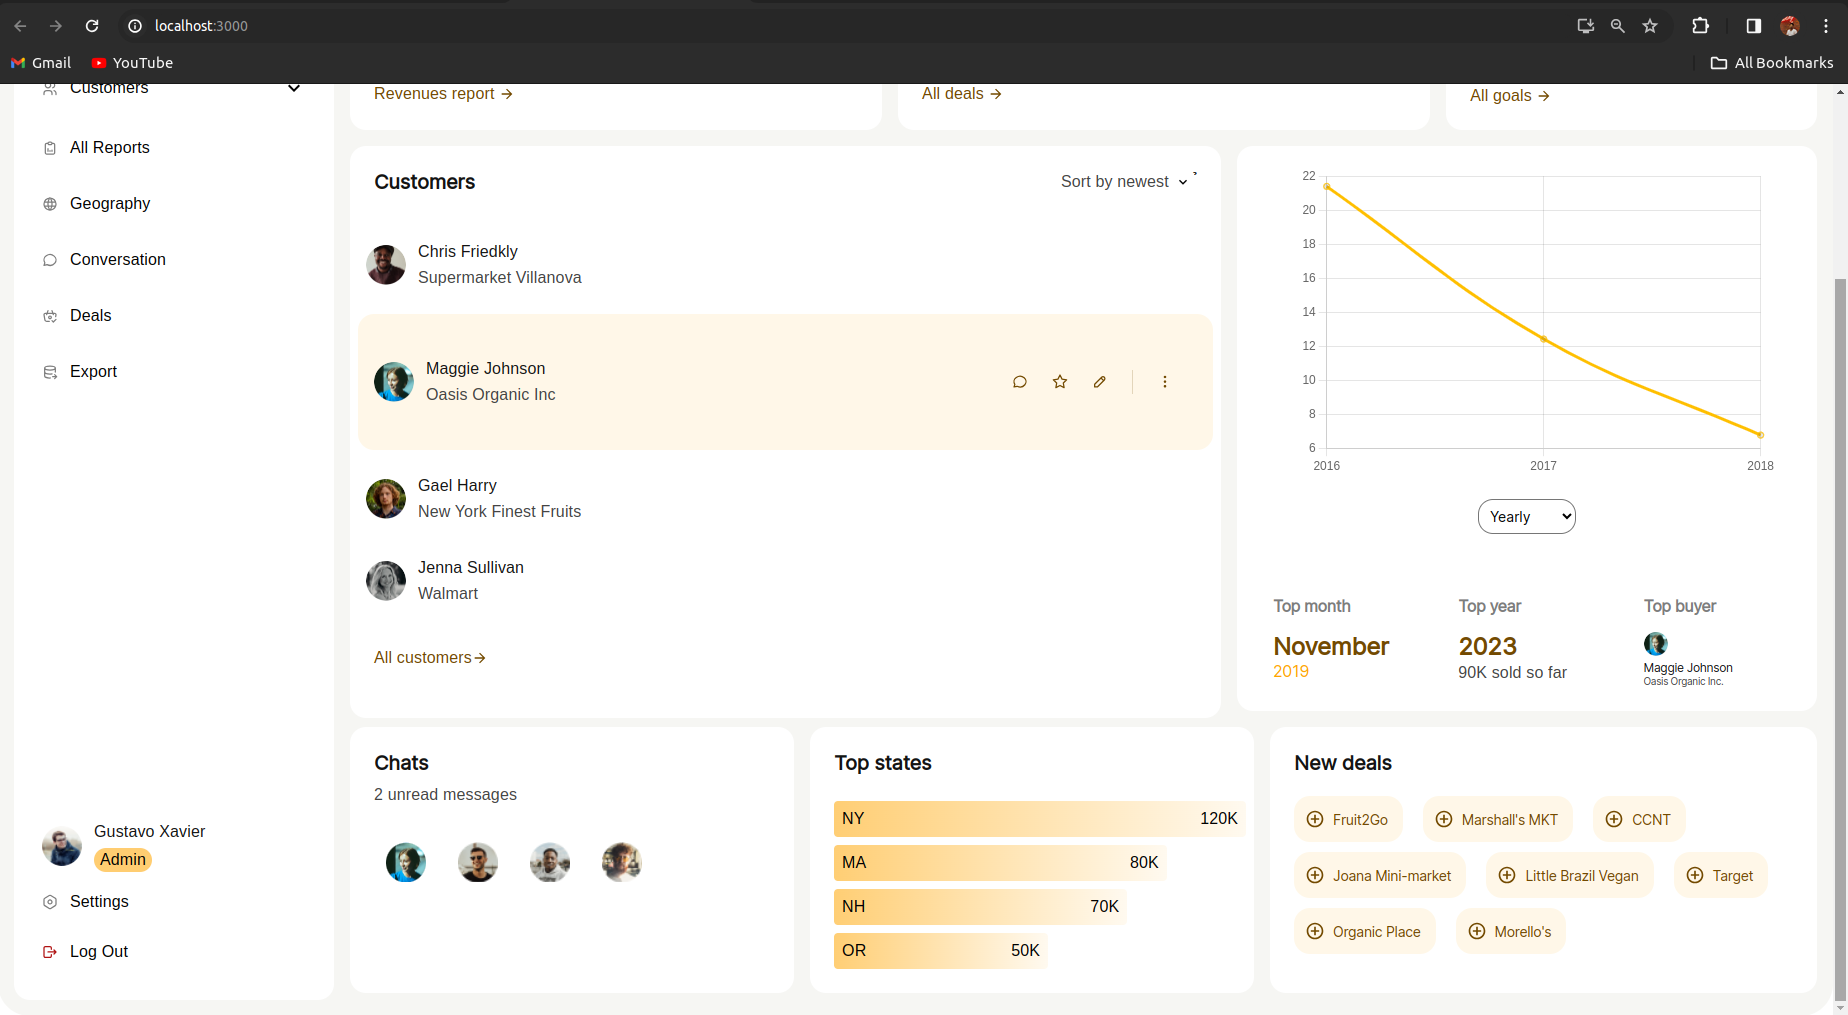 localhost:3000
Gmail
YouTube
All Bookmarks
Customers
All Reports
Geography
Conversation
Deals
Export
Gustavo Xavier
Admin
Settings
Log Out
Revenues report →
All deals →
All goals →
Customers
Sort by newest
Chris Friedkly
Supermarket Villanova
Maggie Johnson
Oasis Organic Inc
Gael Harry
New York Finest Fruits
Jenna Sullivan
Walmart
All customers→
22
20
18
16
14
12
10
8
6
2016
2017
2018
Yearly
Top month
November
2019
Top year
2023
90K sold so far
Top buyer
Maggie Johnson
Oasis Organic Inc.
Chats
2 unread messages
Top states
NY 120K
MA 80K
NH 70K
OR 50K
New deals
Fruit2Go
Marshall's MKT
CCNT
Joana Mini-market
Little Brazil Vegan
Target
Organic Place
Morello's